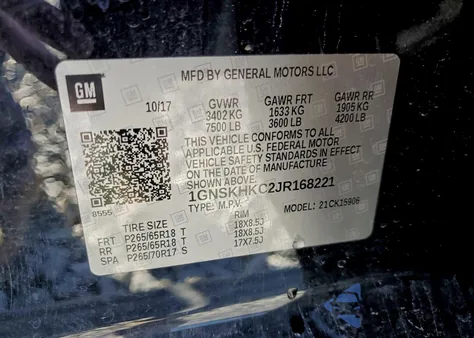 GM
MFD BY GENERAL MOTORS LLC
10/17 GVWR GAWR FRT GAWR RR
3402KG 1633 KG 1905 KG
7500 LB 3600 LB 4200 LB
THIS VEHICLE CONFORMS TO ALL
APPLICABLE U.S. FEDERAL MOTOR
VEHICLE SAFETY STANDARDS IN EFFECT
ON THE DATE OF MANUFACTURE
SHOWN ABOVE.
1GNSKHKC2JR168221
8555 TYPE: M.P.V. MODEL: 21CK15906
TIRE SIZE RIM
FRT P265/65R18 T 18X8.5J
RR P265/65R18 T 18X8.5J
SPA P265/70R17 S 17X7.5J